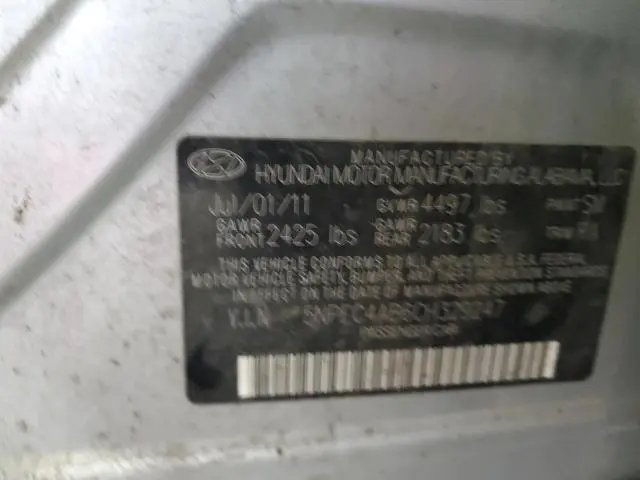 MANUFACTURED BY
HYUNDAI MOTOR MANUFACTURING ALABAMA, LLC
Jul/01/11 GVWR 4497 lbs PAINT
GAWR FRONT 2425 lbs GAWR REAR 2183 lbs TRIM
THIS VEHICLE CONFORMS TO ALL APPLICABLE U.S.A. FEDERAL
MOTOR VEHICLE SAFETY, BUMPER, AND THEFT PREVENTION STANDARDS
IN EFFECT ON THE DATE OF MANUFACTURE SHOWN ABOVE.
V.I.N
PASSENGER CAR